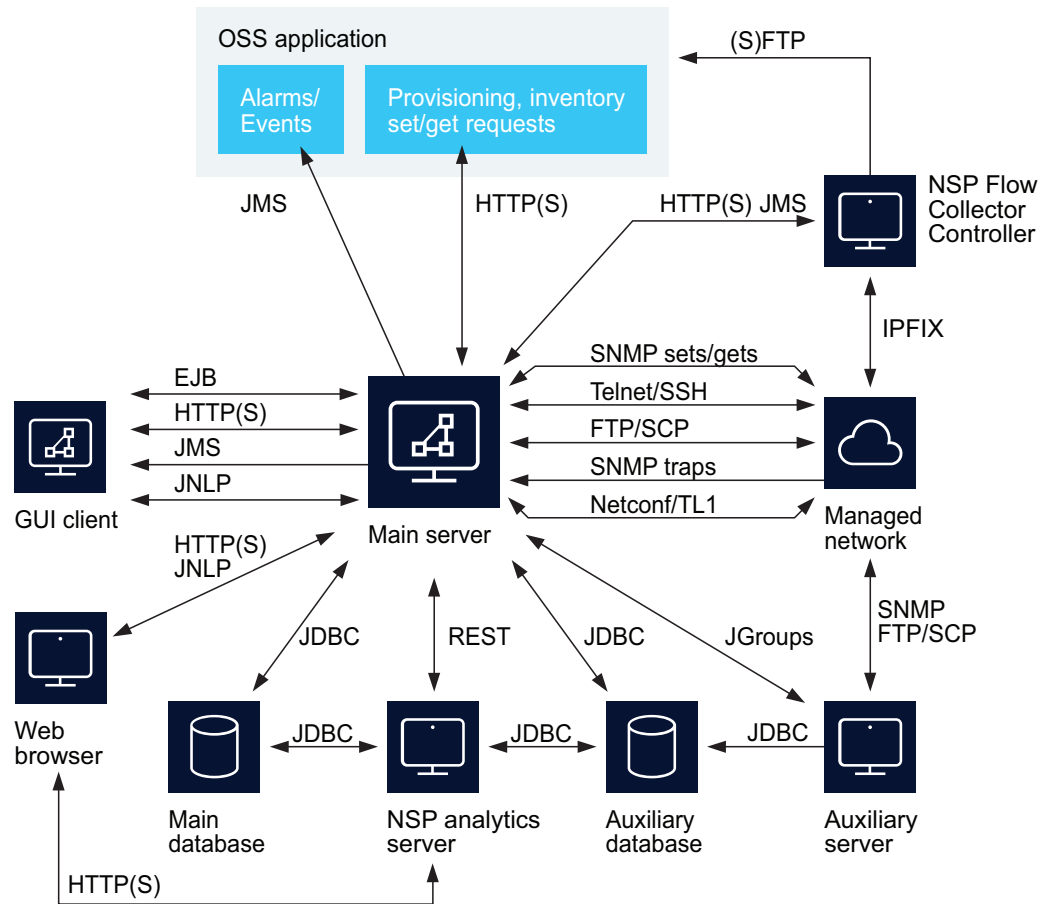 OSS application
(S)FTP
Alarms/
Events
Provisioning, inventory
set/get requests
JMS
HTTP(S)
HTTP(S) JMS
NSP Flow
Collector
Controller
IPFIX
EJB
HTTP(S)
JMS
JNLP
GUI client
Main server
SNMP sets/gets
Telnet/SSH
FTP/SCP
SNMP traps
Netconf/TL1
Managed
network
HTTP(S)
JNLP
JDBC
REST
JDBC
JGroups
SNMP
FTP/SCP
Web
browser
JDBC
JDBC
JDBC
Main
database
NSP analytics
server
Auxiliary
database
Auxiliary
server
HTTP(S)